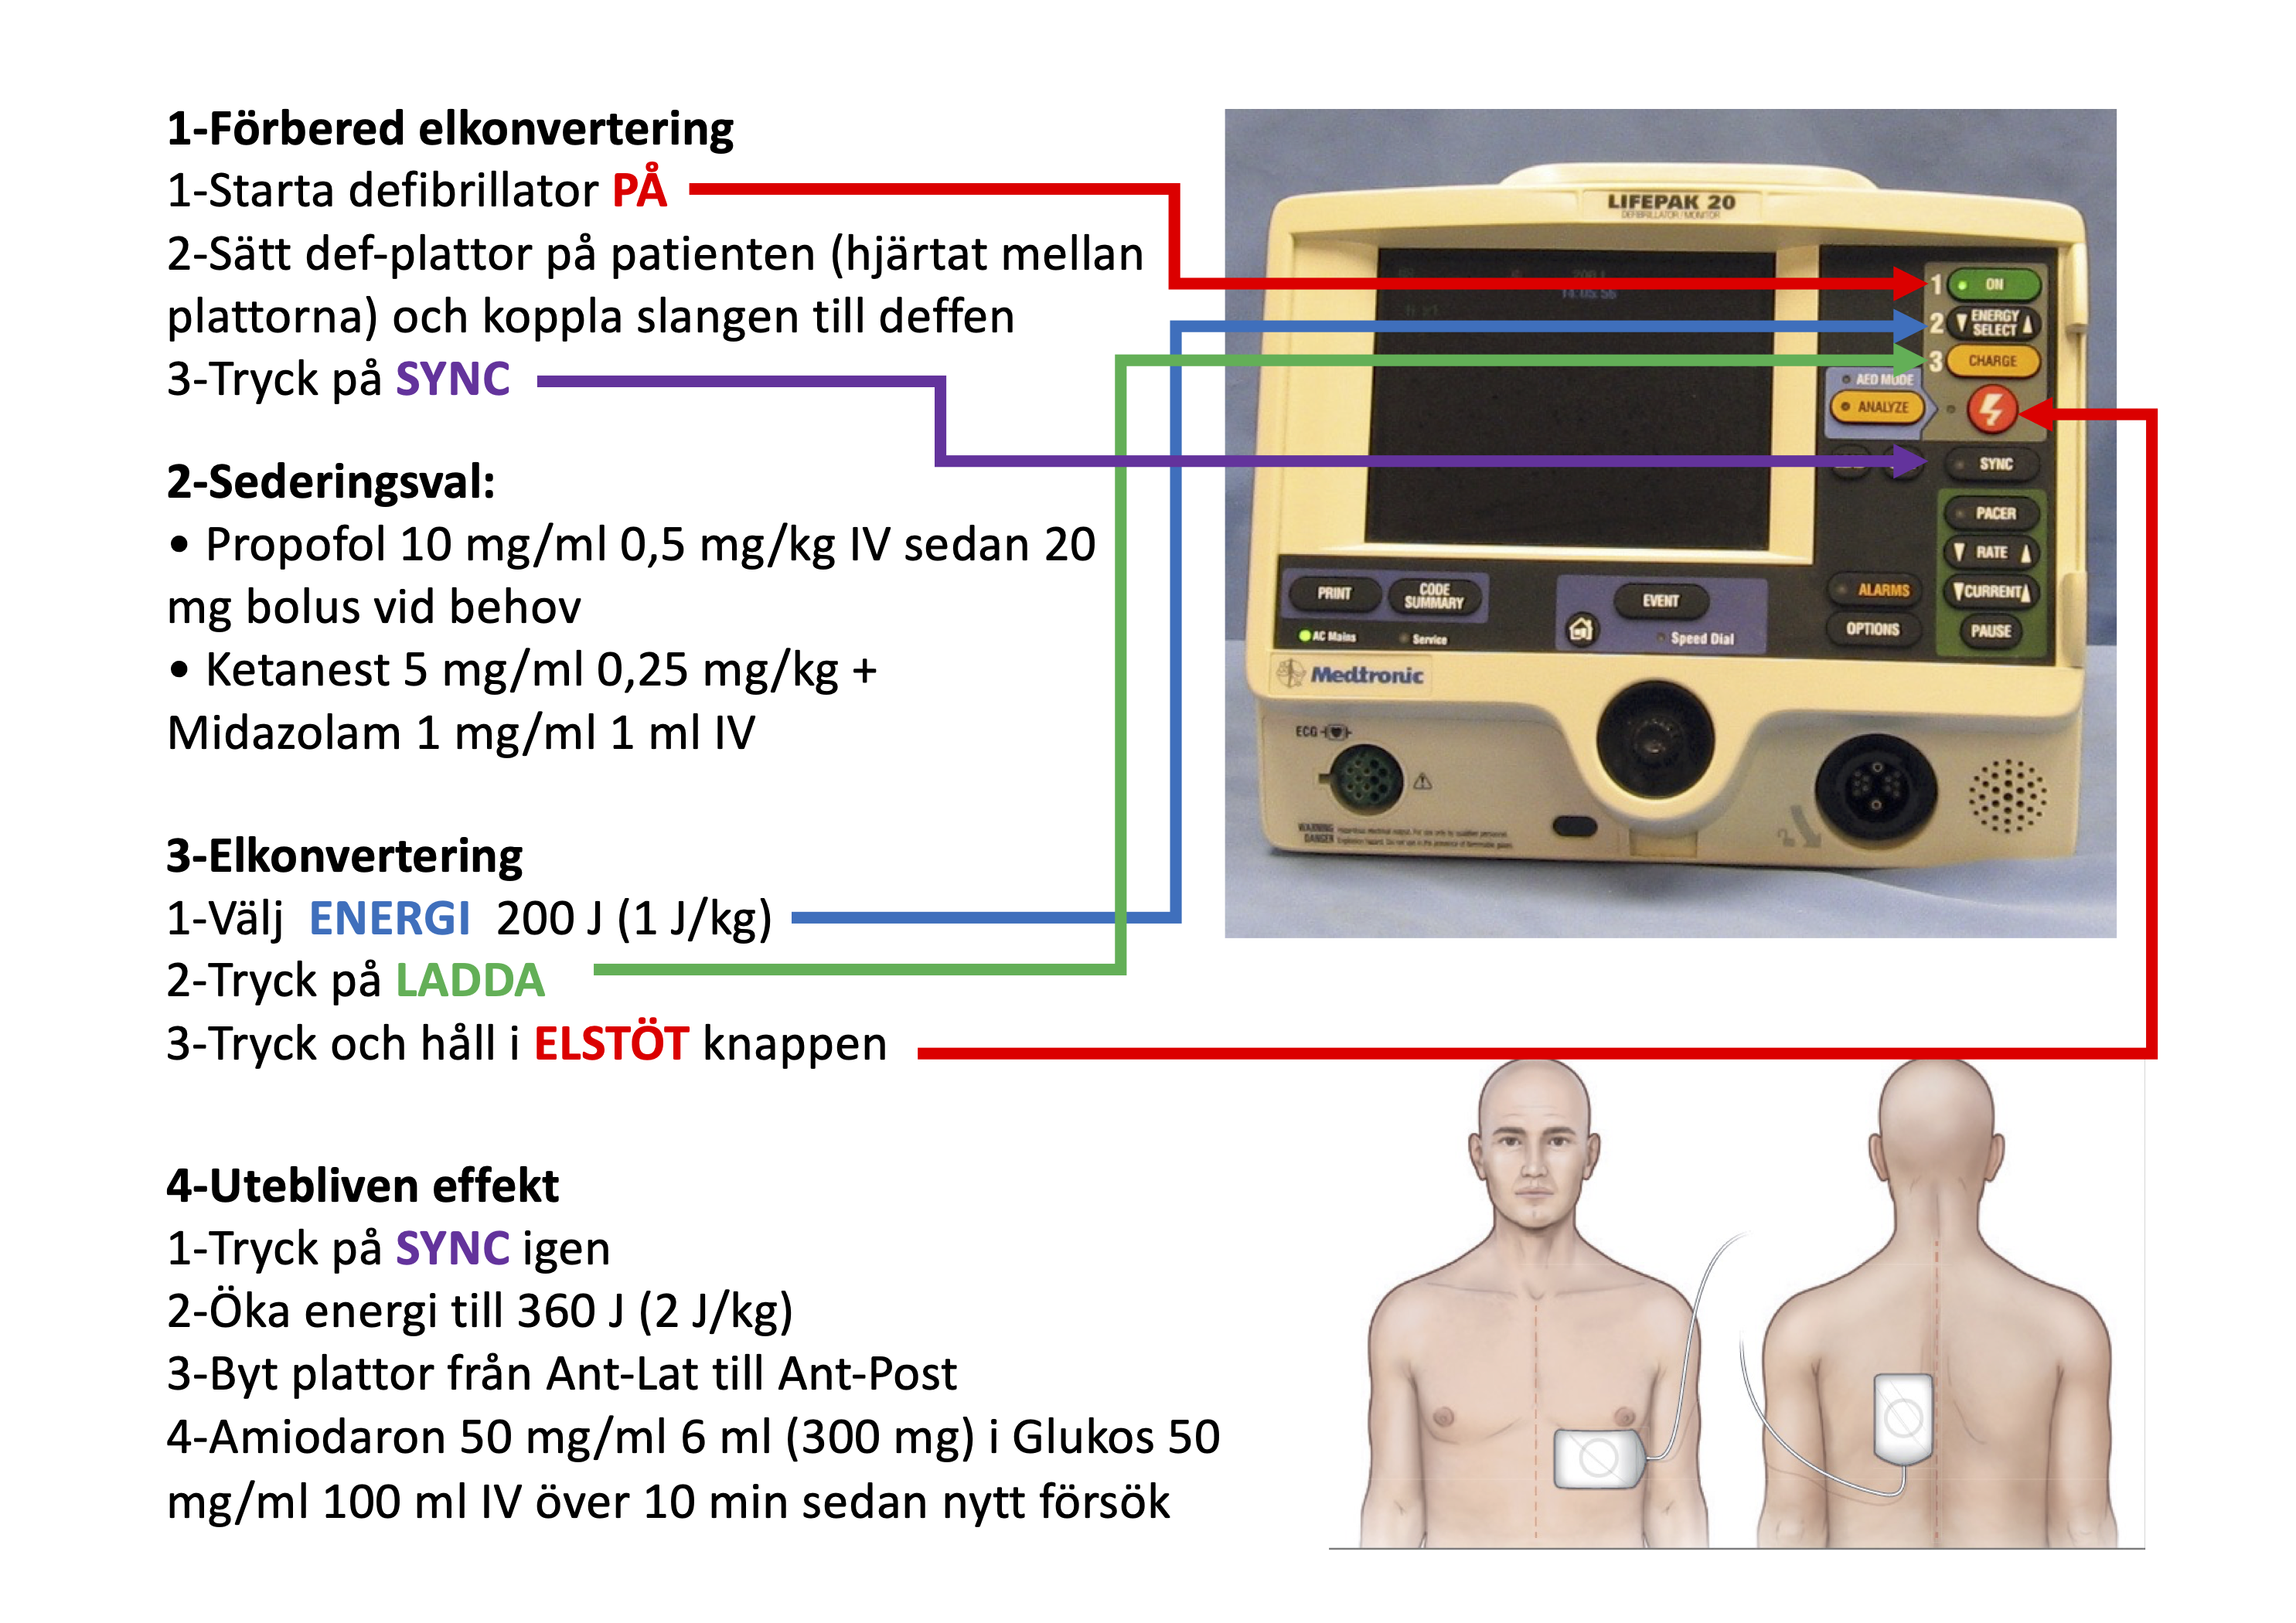 1-Förbered elkonvertering
1-Starta defibrillator PÅ
2-Sätt def-plattor på patienten (hjärtat mellan
plattorna) och koppla slangen till deffen
3-Tryck på SYNC
2-Sederingsval:
• Propofol 10 mg/ml 0,5 mg/kg IV sedan 20
mg bolus vid behov
• Ketanest 5 mg/ml 0,25 mg/kg +
Midazolam 1 mg/ml 1 ml IV
3-Elkonvertering
1-Välj ENERGI 200 J (1 J/kg)
2-Tryck på LADDA
3-Tryck och håll i ELSTÖT knappen
4-Utebliven effekt
1-Tryck på SYNC igen
2-Öka energi till 360 J (2 J/kg)
3-Byt plattor från Ant-Lat till Ant-Post
4-Amiodaron 50 mg/ml 6 ml (300 mg) i Glukos 50
mg/ml 100 ml IV över 10 min sedan nytt försök
LIFEPAK 20
DEFIBRILLATOR/MONITOR
1 ON
2 ENERGY
SELECT
3 CHARGE
AED MODE
ANALYZE
SYNC
PACER
RATE
CURRENT
PAUSE
ALARMS
OPTIONS
PRINT
CODE
SUMMARY
EVENT
AC Mains
Service
Speed Dial
Medtronic
ECG
WARNING
DANGER